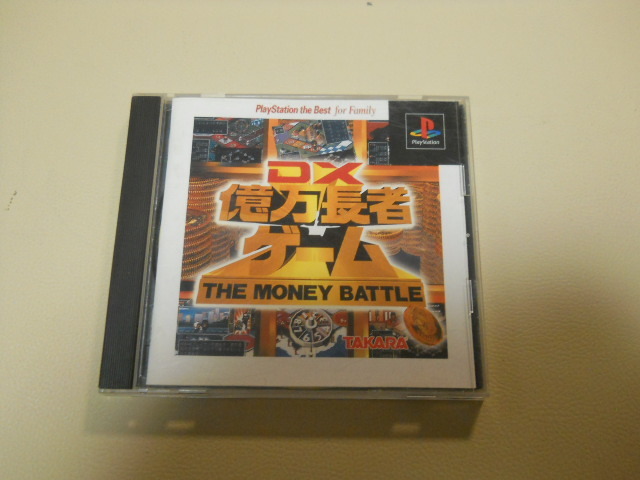 PlayStation the Best for Family
PlayStation
DX
億万長者
ゲーム
THE MONEY BATTLE
TAKARA